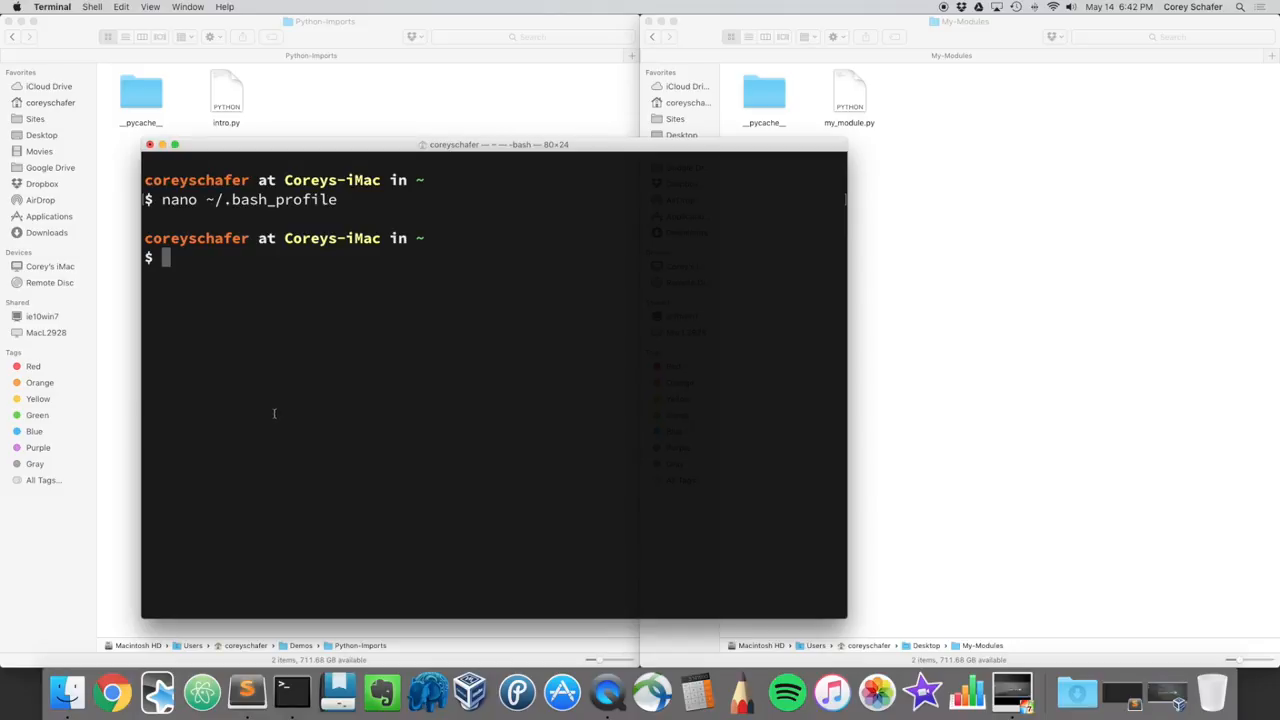 Terminal Shell Edit View Window Help May 14 6:42 PM Corey Schafer
Python-Imports
Search
Python-Imports
Favorites
iCloud Drive
coreyschafer
Sites
Desktop
Movies
Google Drive
Dropbox
AirDrop
Applications
Downloads
Devices
Corey's iMac
Remote Disc
Shared
ie10win7
MacL2928
Tags
Red
Orange
Yellow
Green
Blue
Purple
Gray
All Tags...
__pycache__
PYTHON
intro.py
Macintosh HD Users coreyschafer Demos Python-Imports
2 items, 711.68 GB available
My-Modules
Search
My-Modules
Favorites
iCloud Dri...
coreyscha...
Sites
Desktop
__pycache__
PYTHON
my_module.py
Macintosh HD Users coreyschafer Desktop My-Modules
2 items, 711.68 GB available
coreyschafer — ~ — -bash — 80×24
coreyschafer at Coreys-iMac in ~
$ nano ~/.bash_profile
coreyschafer at Coreys-iMac in ~
$